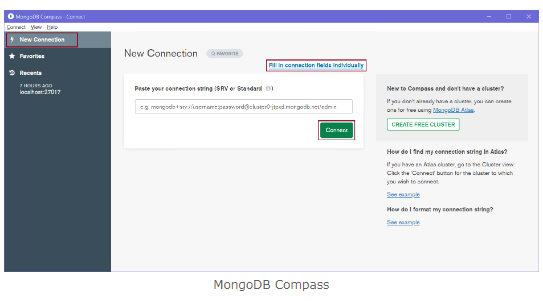 MongoDB Compass - Connect
Connect View Help
New Connection
Favorites
Recents
2 HOURS AGO
localhost:27017
New Connection
FAVORITE
Fill in connection fields individually
Paste your connection string (SRV or Standard
)
e.g. mongodb+srv://username:password@cluster0-jtpxd.mongodb.net/admin
Connect
New to Compass and don't have a cluster?
If you don't already have a cluster, you can create
one for free using MongoDB Atlas.
CREATE FREE CLUSTER
How do I find my connection string in Atlas?
If you have an Atlas cluster, go to the Cluster view.
Click the 'Connect' button for the cluster to which
you wish to connect.
See example
How do I format my connection string?
See example
MongoDB Compass